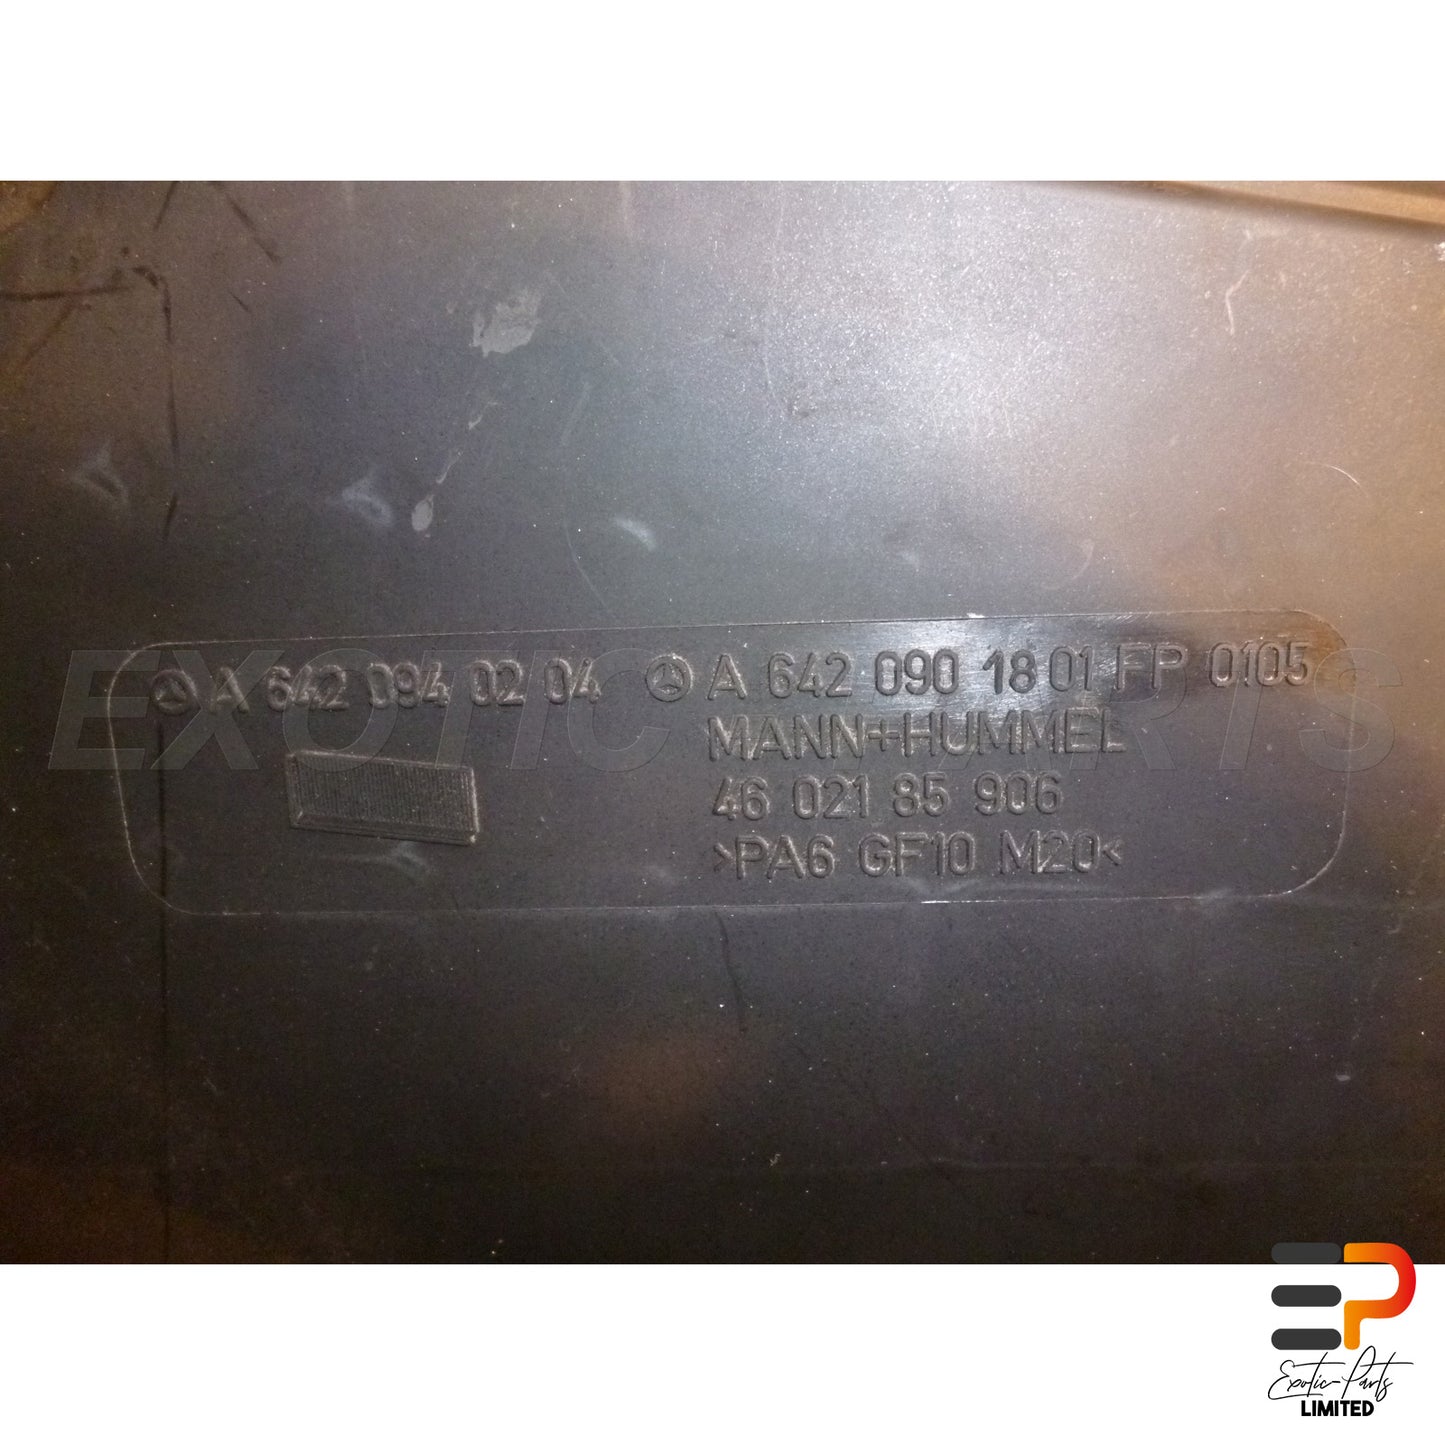 A 642 094 02 04 A 642 090 18 01 FP 0105
MANN+HUMMEL
46 021 85 906
>PA6 GF10 M20<
EXOTIC PARTS
EP
Exotic-Parts
LIMITED